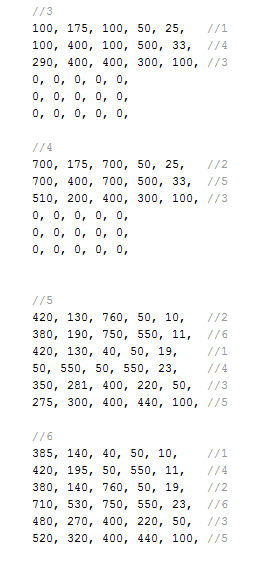 //3
100, 175, 100, 50, 25, //1
100, 400, 100, 500, 33, //4
290, 400, 400, 300, 100, //3
0, 0, 0, 0, 0,
0, 0, 0, 0, 0,
0, 0, 0, 0, 0,
//4
700, 175, 700, 50, 25, //2
700, 400, 700, 500, 33, //5
510, 200, 400, 300, 100, //3
0, 0, 0, 0, 0,
0, 0, 0, 0, 0,
0, 0, 0, 0, 0,
//5
420, 130, 760, 50, 10, //2
380, 190, 750, 550, 11, //6
420, 130, 40, 50, 19, //1
50, 550, 50, 550, 23, //4
350, 281, 400, 220, 50, //3
275, 300, 400, 440, 100, //5
//6
385, 140, 40, 50, 10, //1
420, 195, 50, 550, 11, //4
380, 140, 760, 50, 19, //2
710, 530, 750, 550, 23, //6
480, 270, 400, 220, 50, //3
520, 320, 400, 440, 100, //5